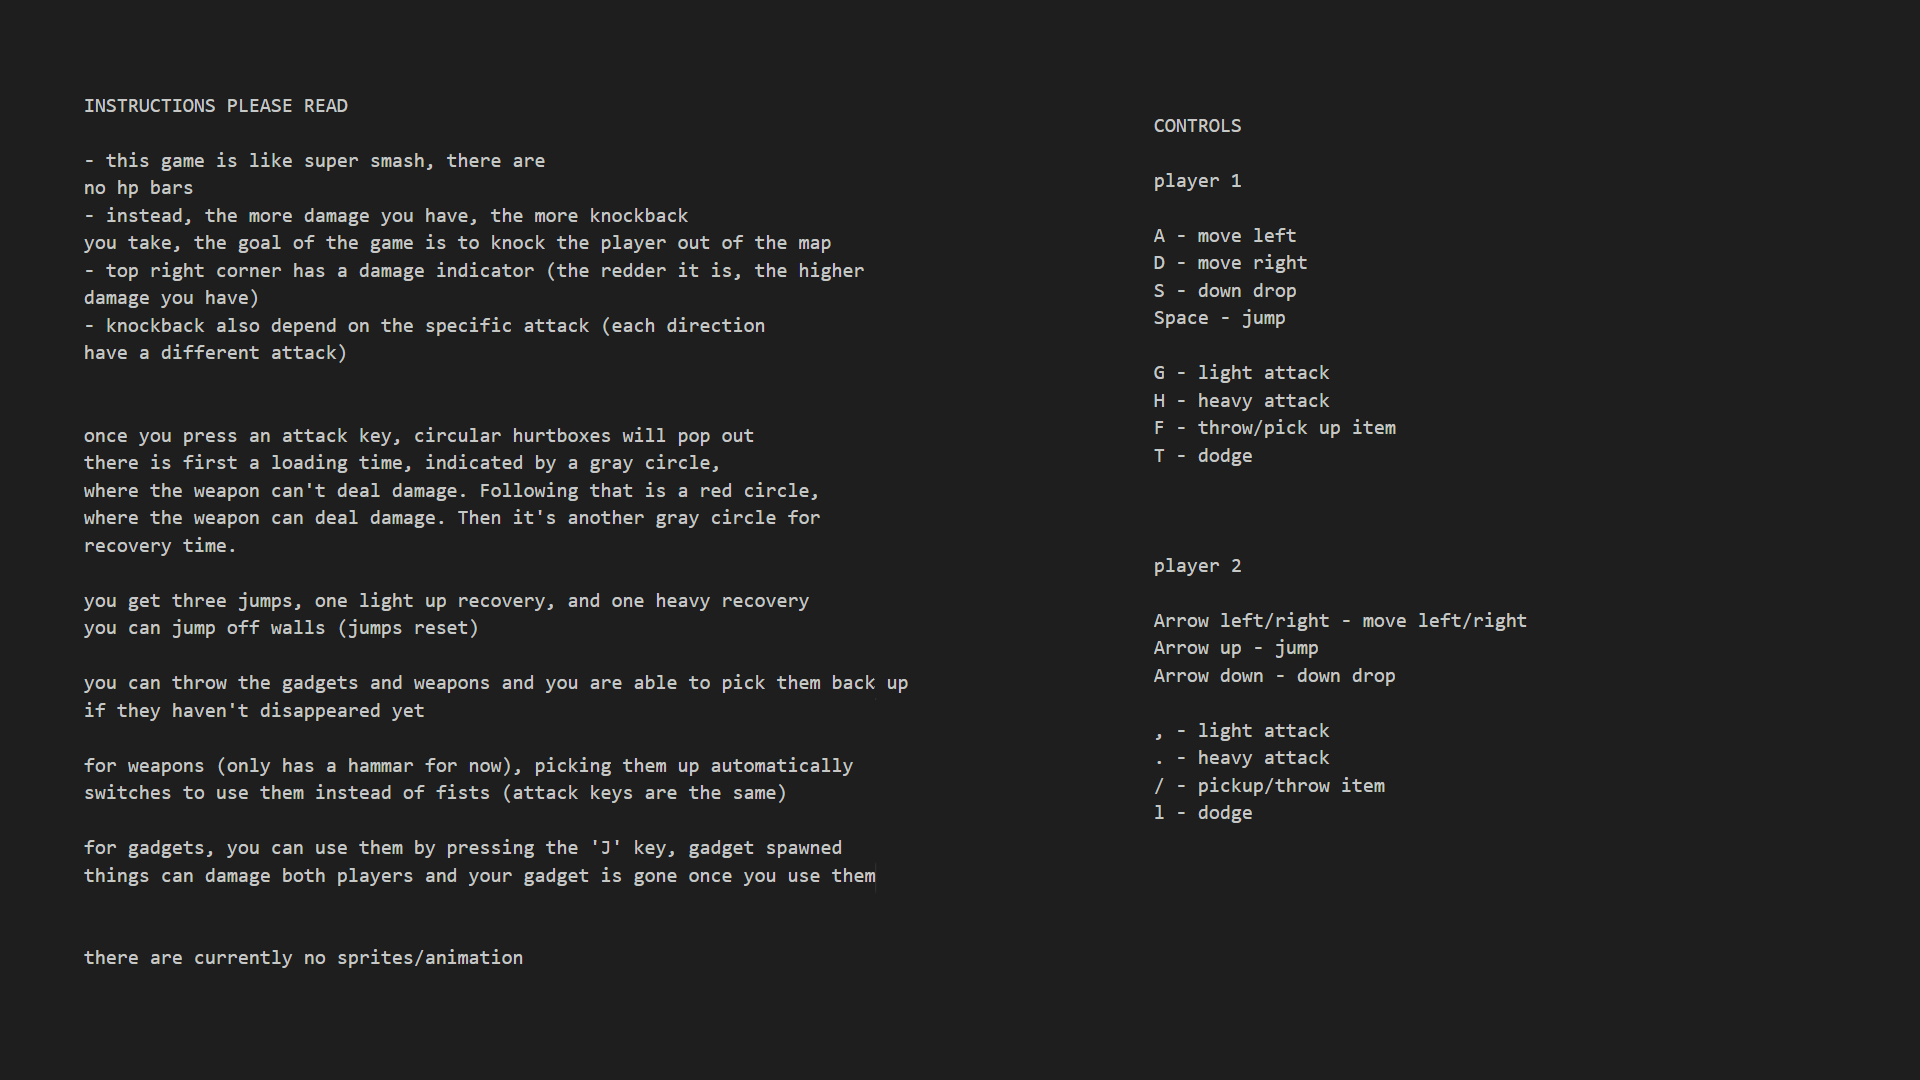 INSTRUCTIONS PLEASE READ
- this game is like super smash, there are
no hp bars
- instead, the more damage you have, the more knockback
you take, the goal of the game is to knock the player out of the map
- top right corner has a damage indicator (the redder it is, the higher
damage you have)
- knockback also depend on the specific attack (each direction
have a different attack)
once you press an attack key, circular hurtboxes will pop out
there is first a loading time, indicated by a gray circle,
where the weapon can't deal damage. Following that is a red circle,
where the weapon can deal damage. Then it's another gray circle for
recovery time.
you get three jumps, one light up recovery, and one heavy recovery
you can jump off walls (jumps reset)
you can throw the gadgets and weapons and you are able to pick them back up
if they haven't disappeared yet
for weapons (only has a hammar for now), picking them up automatically
switches to use them instead of fists (attack keys are the same)
for gadgets, you can use them by pressing the 'J' key, gadget spawned
things can damage both players and your gadget is gone once you use them
there are currently no sprites/animation
CONTROLS
player 1
A - move left
D - move right
S - down drop
Space - jump
G - light attack
H - heavy attack
F - throw/pick up item
T - dodge
player 2
Arrow left/right - move left/right
Arrow up - jump
Arrow down - down drop
, - light attack
. - heavy attack
/ - pickup/throw item
l - dodge